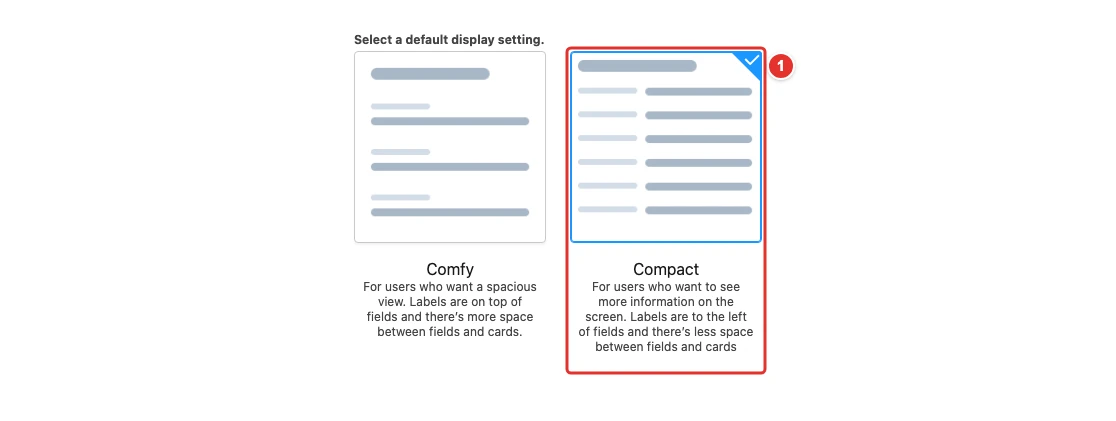 Select a default display setting.
1
Comfy
For users who want a spacious
view. Labels are on top of
fields and there's more space
between fields and cards.
Compact
For users who want to see
more information on the
screen. Labels are to the left
of fields and there's less space
between fields and cards